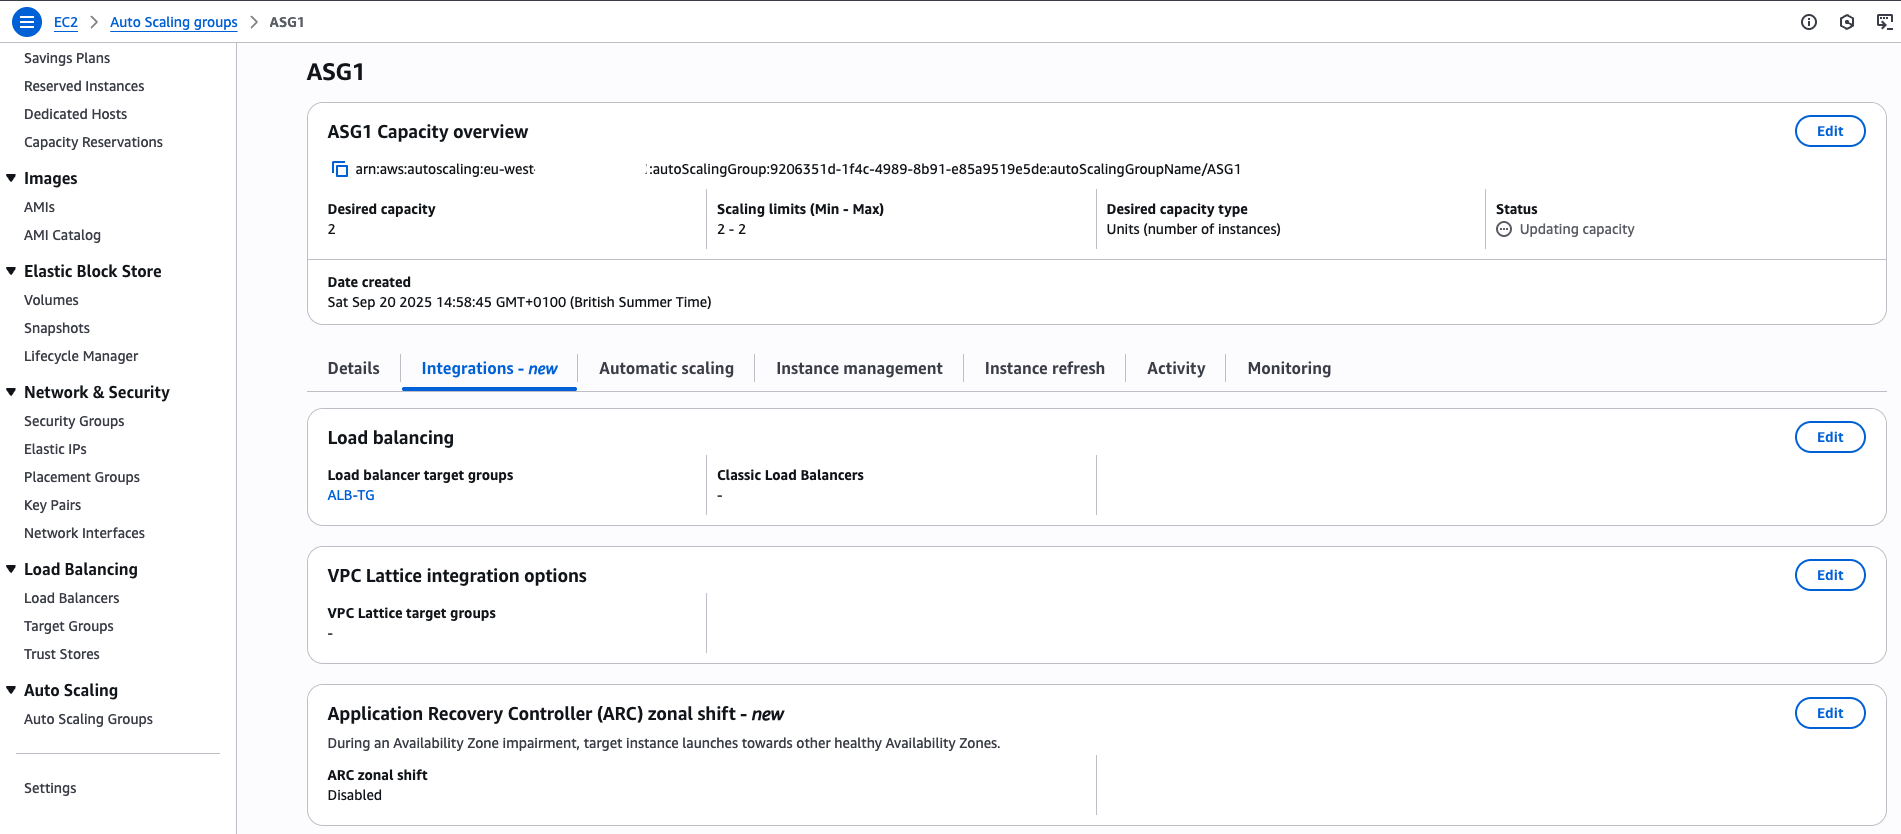 EC2 > Auto Scaling groups > ASG1
Savings Plans
Reserved Instances
Dedicated Hosts
Capacity Reservations
Images
AMIs
AMI Catalog
Elastic Block Store
Volumes
Snapshots
Lifecycle Manager
Network & Security
Security Groups
Elastic IPs
Placement Groups
Key Pairs
Network Interfaces
Load Balancing
Load Balancers
Target Groups
Trust Stores
Auto Scaling
Auto Scaling Groups
Settings
ASG1
ASG1 Capacity overview
Edit
arn:aws:autoscaling:eu-west- :autoScalingGroup:9206351d-1f4c-4989-8b91-e85a9519e5de:autoScalingGroupName/ASG1
Desired capacity
2
Scaling limits (Min - Max)
2 - 2
Desired capacity type
Units (number of instances)
Status
Updating capacity
Date created
Sat Sep 20 2025 14:58:45 GMT+0100 (British Summer Time)
Details
Integrations - new
Automatic scaling
Instance management
Instance refresh
Activity
Monitoring
Load balancing
Edit
Load balancer target groups
ALB-TG
Classic Load Balancers
-
VPC Lattice integration options
Edit
VPC Lattice target groups
-
Application Recovery Controller (ARC) zonal shift - new
Edit
During an Availability Zone impairment, target instance launches towards other healthy Availability Zones.
ARC zonal shift
Disabled